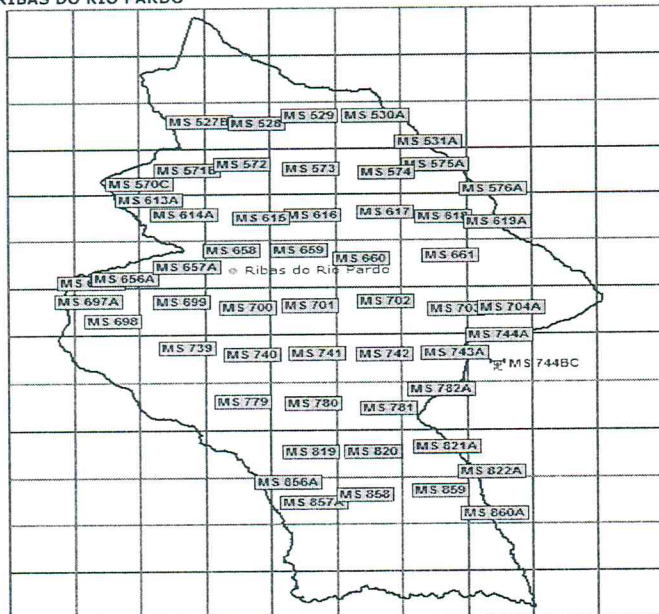 RIBAS DO RIO PARDO
MS 529
MS 530A
MS 527B
MS 528
MS 531A
MS 571B
MS 572
MS 573
MS 574
MS 575A
MS 570C
MS 576A
MS 613A
MS 614A
MS 615
MS 616
MS 617
MS 618
MS 619A
MS 658
MS 659
MS 660
MS 661
MS 657A
Ribas do Rio Pardo
MS 656A
MS 697A
MS 699
MS 700
MS 701
MS 702
MS 703
MS 704A
MS 698
MS 744A
MS 739
MS 740
MS 741
MS 742
MS 743A
MS 744BC
MS 782A
MS 779
MS 780
MS 781
MS 821A
MS 819
MS 820
MS 822A
MS 856A
MS 857A
MS 858
MS 859
MS 860A